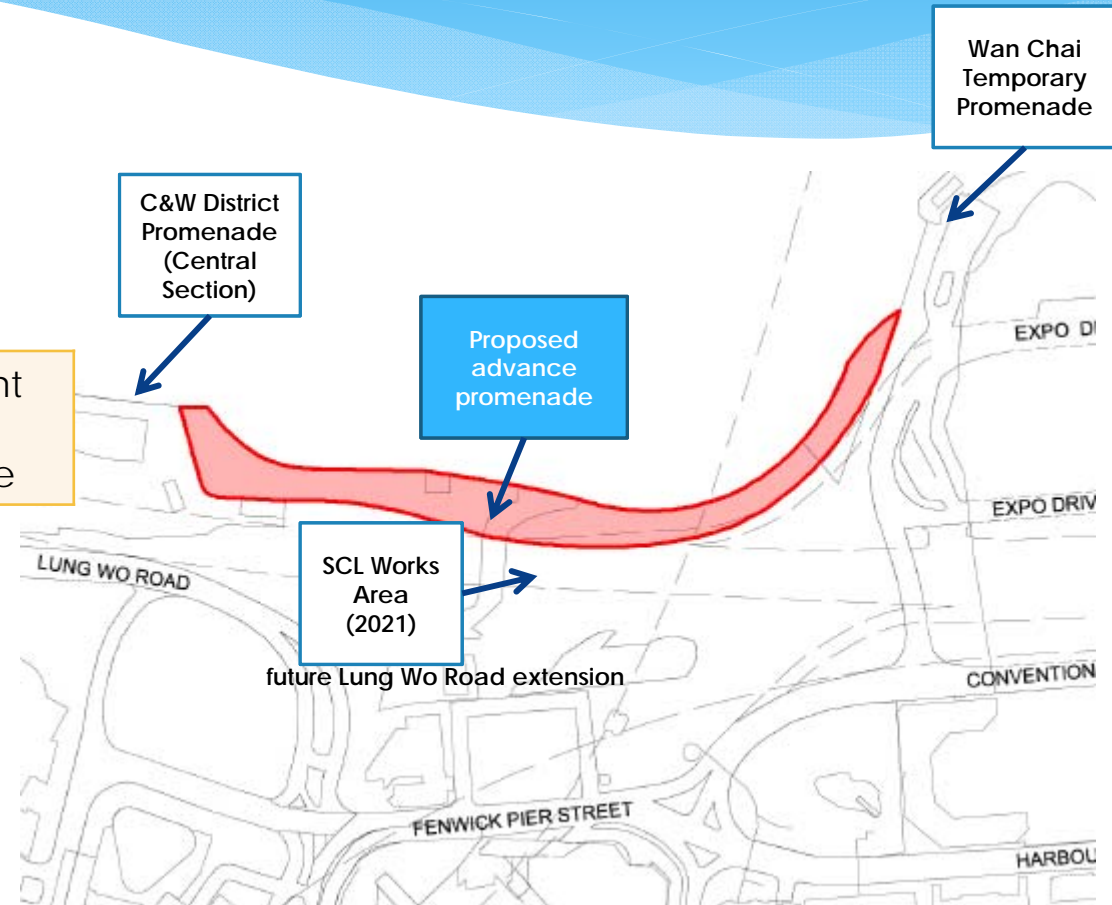 Wan Chai
Temporary
Promenade
C&W District
Promenade
(Central
Section)
Proposed
advance
promenade
EXPO D
EXPO DRIV
SCL Works
Area
(2021)
LUNG WO ROAD
future Lung Wo Road extension
CONVENTION
FENWICK PIER STREET
HARBOU